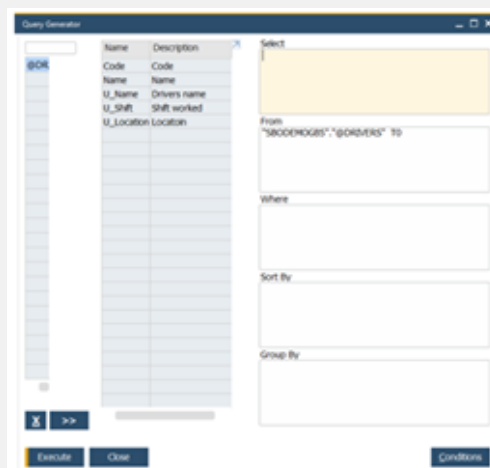 Query Generator
Name Description
@DR
Code Code
Name Name
U_Name Drivers name
U_Shift Shift worked
U_Location Locatoin
X >>
Execute Close
Select
From
"SBODEMOGBS"."@DRIVERS" T0
Where
Sort By
Group By
Conditions